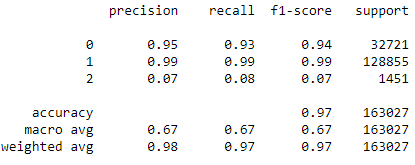 precision recall f1-score support
0 0.95 0.93 0.94 32721
1 0.99 0.99 0.99 128855
2 0.07 0.08 0.07 1451
accuracy 0.97 163027
macro avg 0.67 0.67 0.67 163027
weighted avg 0.98 0.97 0.97 163027